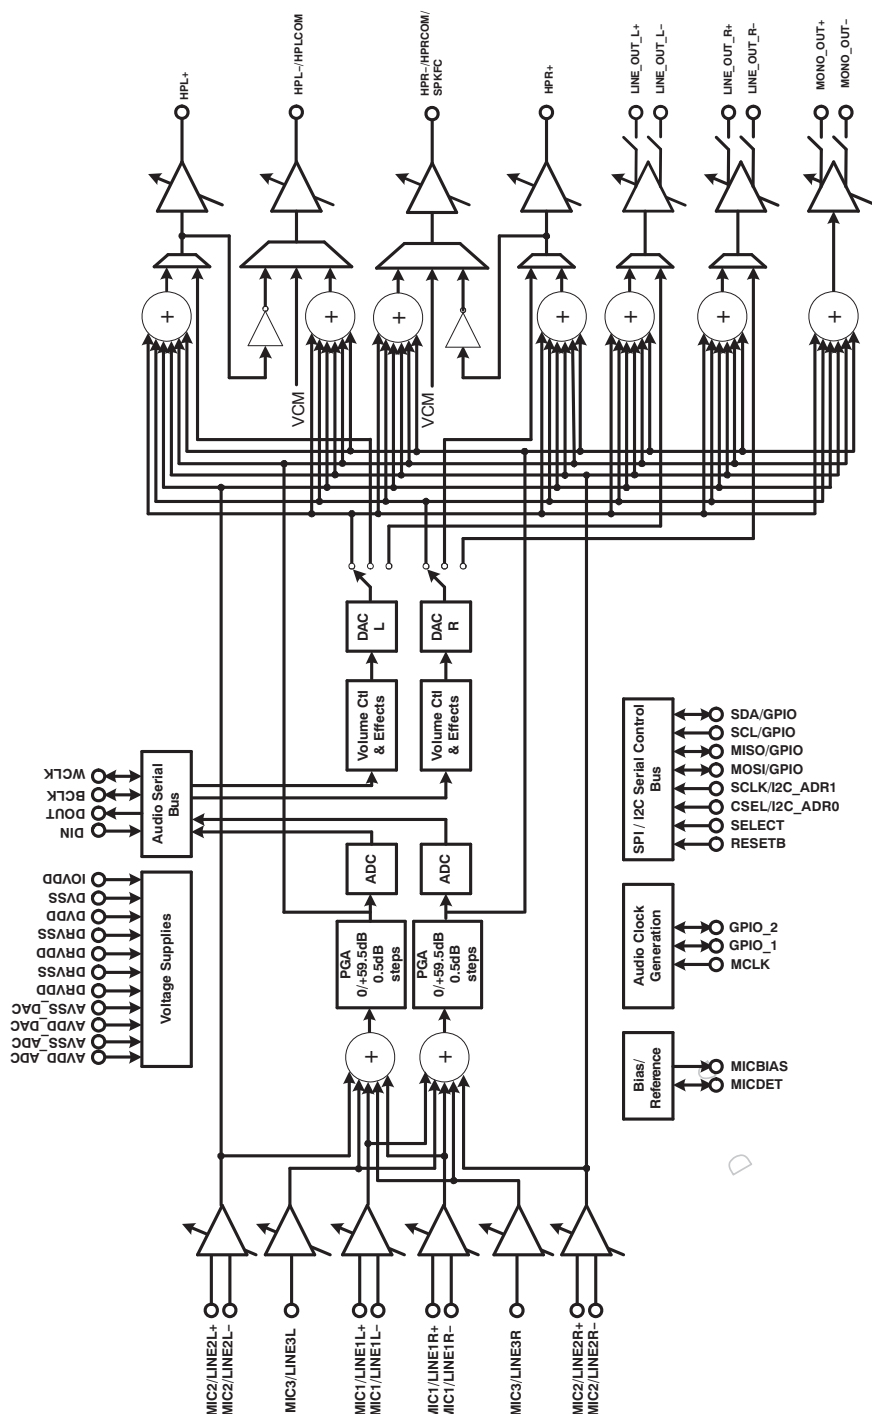 HPL+
HPL-/HPLCOM
HPR-/HPRCOM/
SPKFC
HPR+
LINE_OUT_L+
LINE_OUT_L-
LINE_OUT_R+
LINE_OUT_R-
MONO_OUT+
MONO_OUT-
+
+
+
+
+
+
+
VCM
VCM
DAC
L
DAC
R
Volume Ctl
& Effects
Volume Ctl
& Effects
WCLK
BCLK
DOUT
DIN
Audio Serial
Bus
ADC
ADC
IOVDD
DVSS
DVDD
DRVSS
DRVDD
DRVSS
DRVDD
AVSS_DAC
AVDD_DAC
AVSS_ADC
AVDD_ADC
Voltage Supplies
PGA
0/+59.5dB
0.5dB
steps
PGA
0/+59.5dB
0.5dB
steps
+
+
SPI / I2C Serial Control
Bus
SDA/GPIO
SCL/GPIO
MISO/GPIO
MOSI/GPIO
SCLK/I2C_ADR1
CSEL/I2C_ADR0
SELECT
RESETB
Audio Clock
Generation
GPIO_2
GPIO_1
MCLK
Bias/
Reference
MICBIAS
MICDET
D
MIC2/LINE2L+
MIC2/LINE2L-
MIC3/LINE3L
MIC1/LINE1L+
MIC1/LINE1L-
MIC1/LINE1R+
MIC1/LINE1R-
MIC3/LINE3R
MIC2/LINE2R+
MIC2/LINE2R-